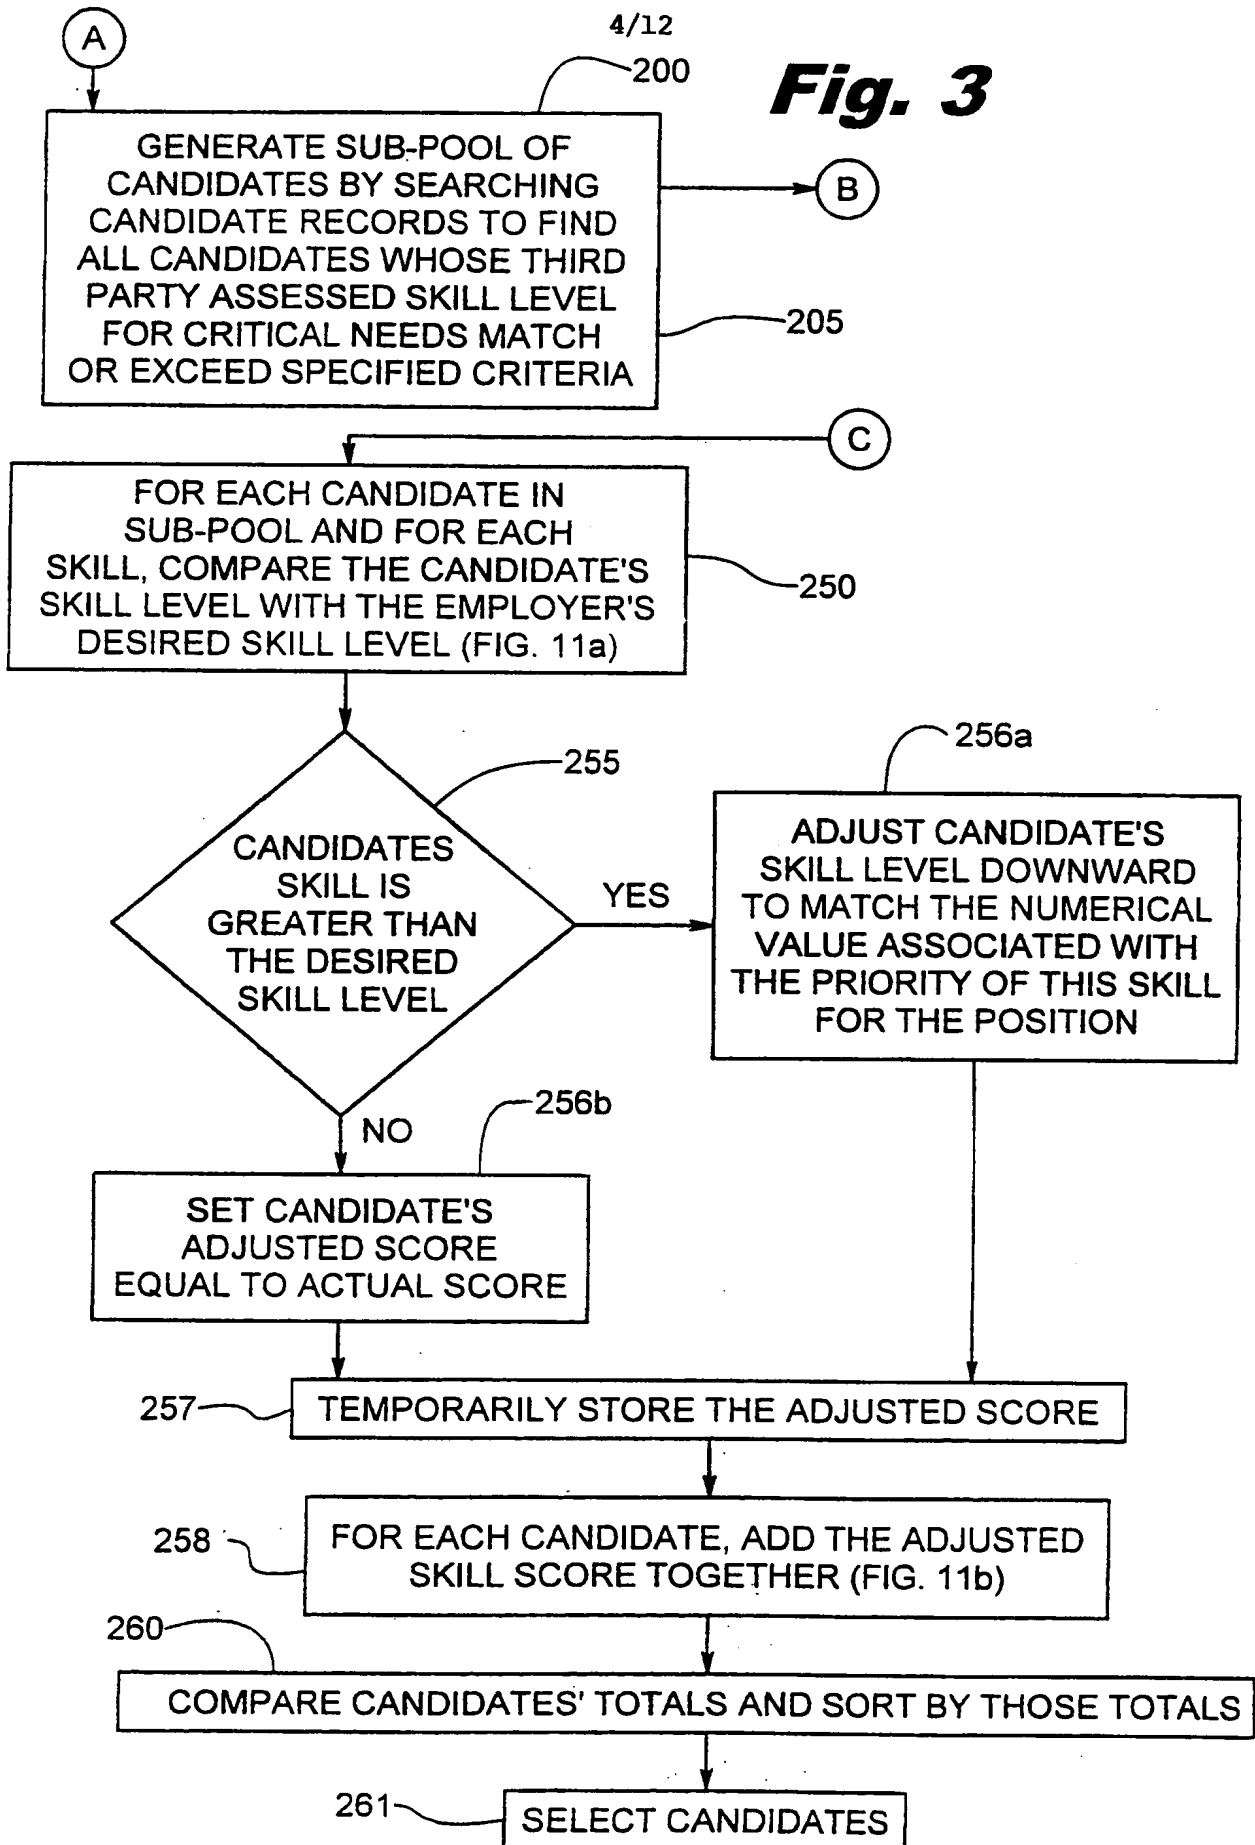 4/12
Fig. 3
A
200
GENERATE SUB-POOL OF
CANDIDATES BY SEARCHING
CANDIDATE RECORDS TO FIND
ALL CANDIDATES WHOSE THIRD
PARTY ASSESSED SKILL LEVEL
FOR CRITICAL NEEDS MATCH
OR EXCEED SPECIFIED CRITERIA
B
205
C
FOR EACH CANDIDATE IN
SUB-POOL AND FOR EACH
SKILL, COMPARE THE CANDIDATE'S
SKILL LEVEL WITH THE EMPLOYER'S
DESIRED SKILL LEVEL (FIG. 11a)
250
255
CANDIDATES
SKILL IS
GREATER THAN
THE DESIRED
SKILL LEVEL
YES
256a
ADJUST CANDIDATE'S
SKILL LEVEL DOWNWARD
TO MATCH THE NUMERICAL
VALUE ASSOCIATED WITH
THE PRIORITY OF THIS SKILL
FOR THE POSITION
NO
256b
SET CANDIDATE'S
ADJUSTED SCORE
EQUAL TO ACTUAL SCORE
257
TEMPORARILY STORE THE ADJUSTED SCORE
258
FOR EACH CANDIDATE, ADD THE ADJUSTED
SKILL SCORE TOGETHER (FIG. 11b)
260
COMPARE CANDIDATES' TOTALS AND SORT BY THOSE TOTALS
261
SELECT CANDIDATES